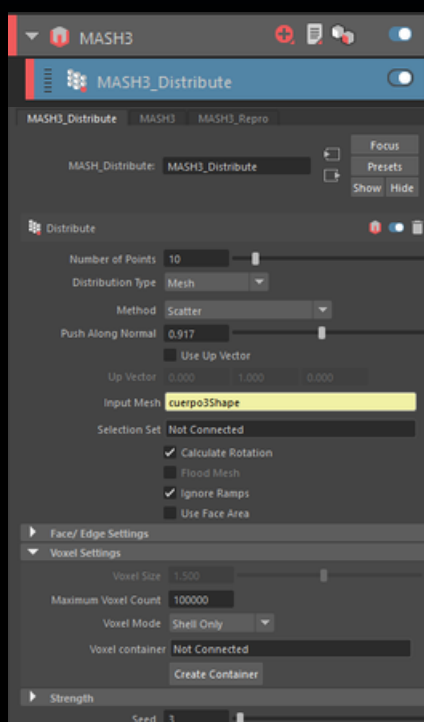 MASH3
MASH3_Distribute
MASH3_Distribute MASH3 MASH3_Repro
MASH_Distribute: MASH3_Distribute
Focus
Presets
Show Hide
Distribute
Number of Points 10
Distribution Type Mesh
Method Scatter
Push Along Normal 0.917
Use Up Vector
Up Vector 0.000 1.000 0.000
Input Mesh cuerpo3Shape
Selection Set Not Connected
Calculate Rotation
Flood Mesh
Ignore Ramps
Use Face Area
Face/ Edge Settings
Voxel Settings
Voxel Size 1.500
Maximum Voxel Count 100000
Voxel Mode Shell Only
Voxel container Not Connected
Create Container
Strength
Seed 3